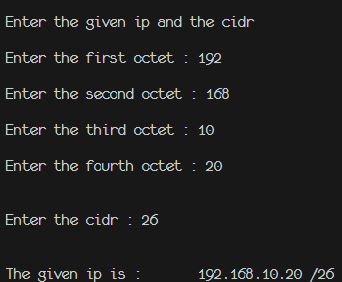 Enter the given ip and the cidr
Enter the first octet : 192
Enter the second octet : 168
Enter the third octet : 10
Enter the fourth octet : 20
Enter the cidr : 26
The given ip is : 192.168.10.20 /26